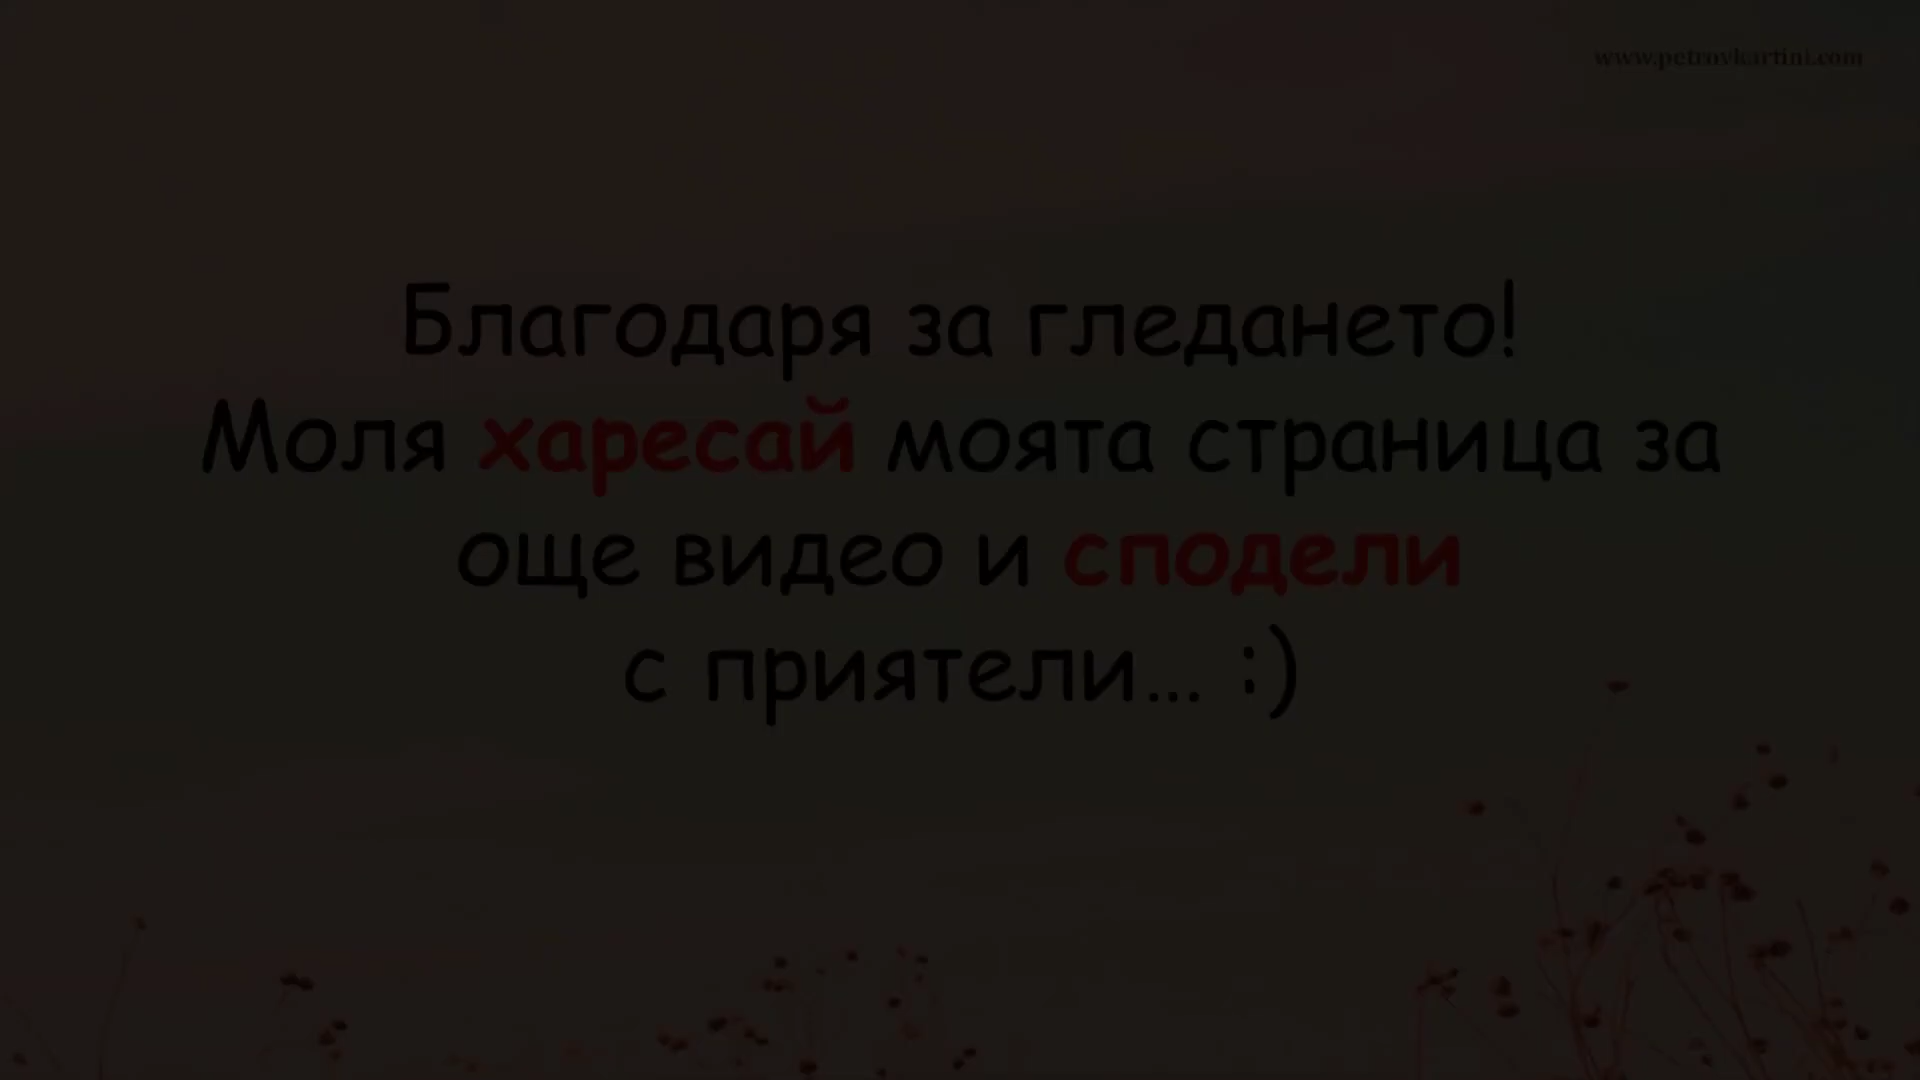 www.petrovkartini.com
Благодаря за гледането!
Моля харесай моята страница за
още видео и сподели
с приятели... :)